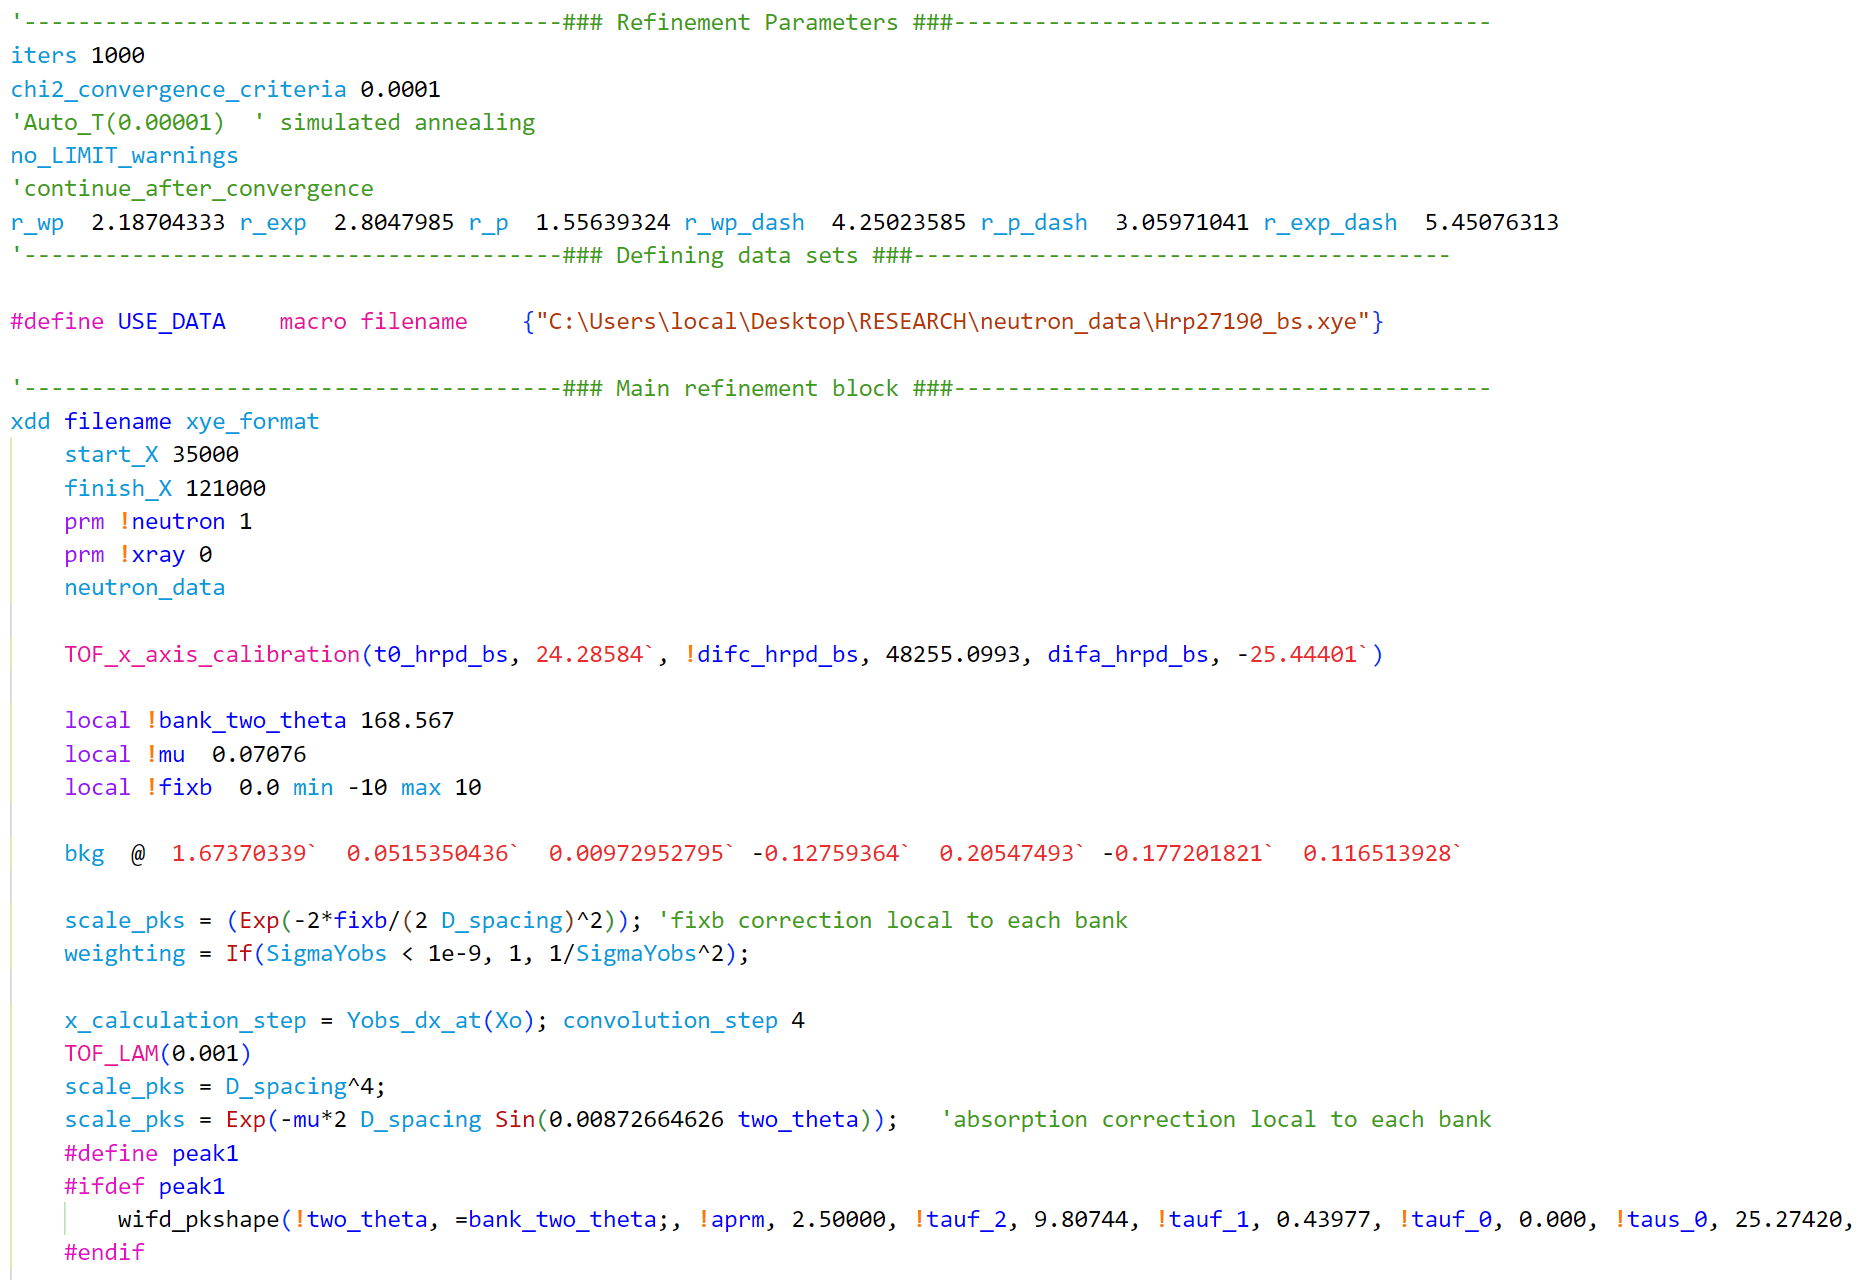 '----------------------------------------### Refinement Parameters ###----------------------------------------
iters 1000
chi2_convergence_criteria 0.0001
'Auto_T(0.00001)  ' simulated annealing
no_LIMIT_warnings
'continue_after_convergence
r_wp  2.18704333 r_exp  2.8047985 r_p  1.55639324 r_wp_dash  4.25023585 r_p_dash  3.05971041 r_exp_dash  5.45076313
'----------------------------------------### Defining data sets ###----------------------------------------
#define USE_DATA    macro filename    {"C:\Users\local\Desktop\RESEARCH\neutron_data\Hrp27190_bs.xye"}
'----------------------------------------### Main refinement block ###----------------------------------------
xdd filename xye_format
    start_X 35000
    finish_X 121000
    prm !neutron 1
    prm !xray 0
    neutron_data
    TOF_x_axis_calibration(t0_hrpd_bs, 24.28584`, !difc_hrpd_bs, 48255.0993, difa_hrpd_bs, -25.44401`)
    local !bank_two_theta 168.567
    local !mu  0.07076
    local !fixb  0.0 min -10 max 10
    bkg  @  1.67370339`  0.0515350436`  0.00972952795` -0.12759364`  0.20547493` -0.177201821`  0.116513928`
    scale_pks = (Exp(-2*fixb/(2 D_spacing)^2)); 'fixb correction local to each bank
    weighting = If(SigmaYobs < 1e-9, 1, 1/SigmaYobs^2);
    x_calculation_step = Yobs_dx_at(Xo); convolution_step 4
    TOF_LAM(0.001)
    scale_pks = D_spacing^4;
    scale_pks = Exp(-mu*2 D_spacing Sin(0.00872664626 two_theta));   'absorption correction local to each bank
    #define peak1
    #ifdef peak1
        wifd_pkshape(!two_theta, =bank_two_theta;, !aprm, 2.50000, !tauf_2, 9.80744, !tauf_1, 0.43977, !tauf_0, 0.000, !taus_0, 25.27420,
    #endif